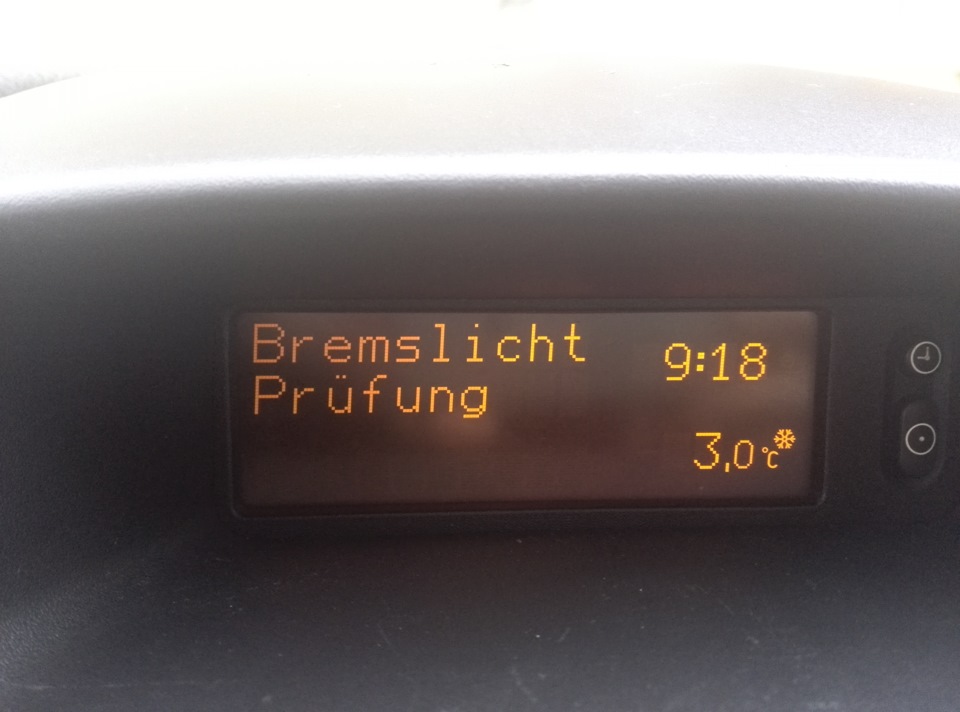 Bremslicht 9:18
Prüfung
3,0 °C